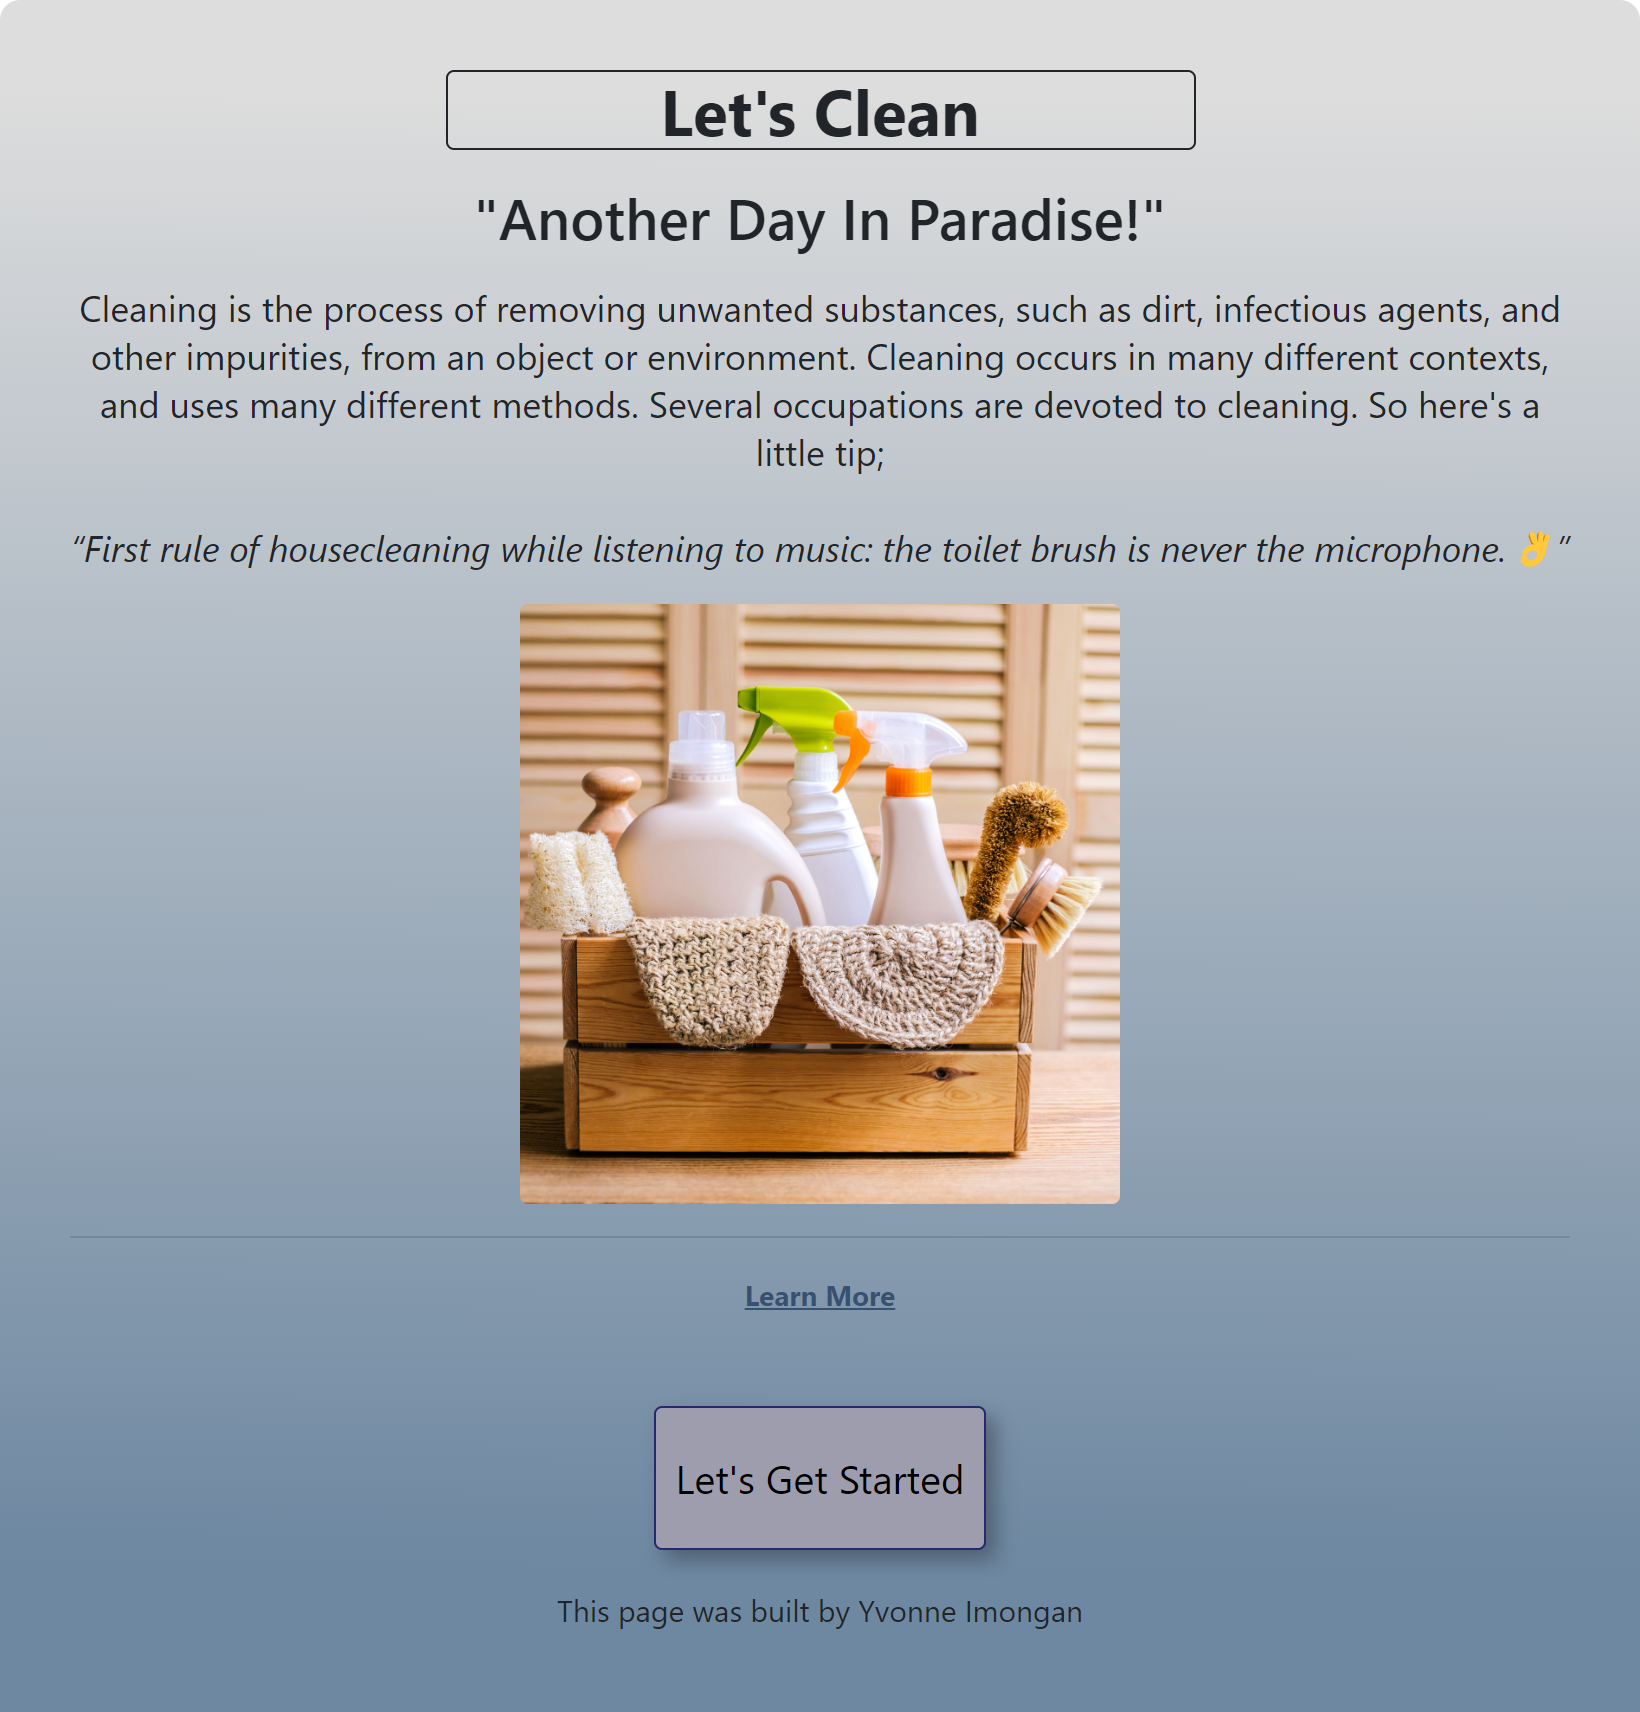 Let's Clean
"Another Day In Paradise!"
Cleaning is the process of removing unwanted substances, such as dirt, infectious agents, and
other impurities, from an object or environment. Cleaning occurs in many different contexts,
and uses many different methods. Several occupations are devoted to cleaning. So here's a
little tip;
“First rule of housecleaning while listening to music: the toilet brush is never the microphone. 👌”
Learn More
Let's Get Started
This page was built by Yvonne Imongan